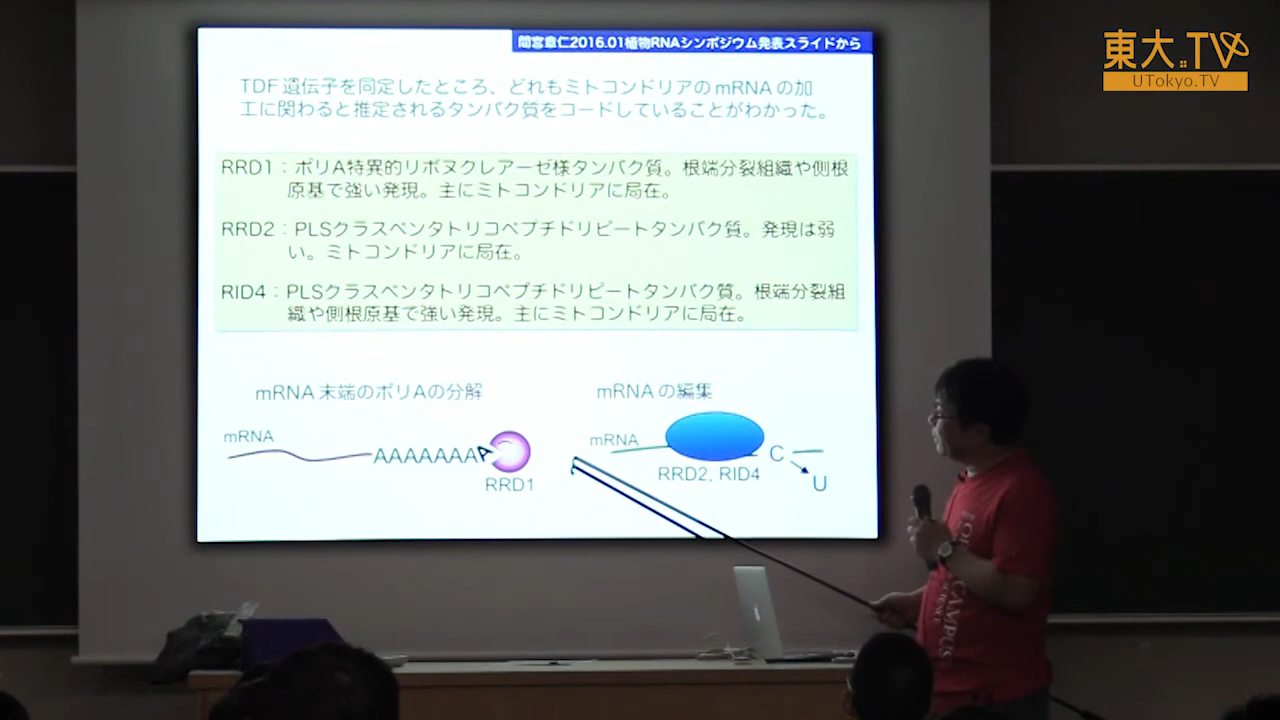 間宮章仁2016.01植物RNAシンポジウム発表スライドから
東大.TV
UTokyo.TV
TDF遺伝子を同定したところ、どれもミトコンドリアのmRNAの加
工に関わると推定されるタンパク質をコードしていることがわかった。
RRD1：ポリA特異的リボヌクレアーゼ様タンパク質。根端分裂組織や側根
原基で強い発現。主にミトコンドリアに局在。
RRD2：PLSクラスペンタトリコペプチドリピートタンパク質。発現は弱
い。ミトコンドリアに局在。
RID4：PLSクラスペンタトリコペプチドリピートタンパク質。根端分裂組
織や側根原基で強い発現。主にミトコンドリアに局在。
mRNA末端のポリAの分解
mRNA
AAAAAAAA
RRD1
mRNAの編集
mRNA
C
RRD2, RID4
U
CAMPUS